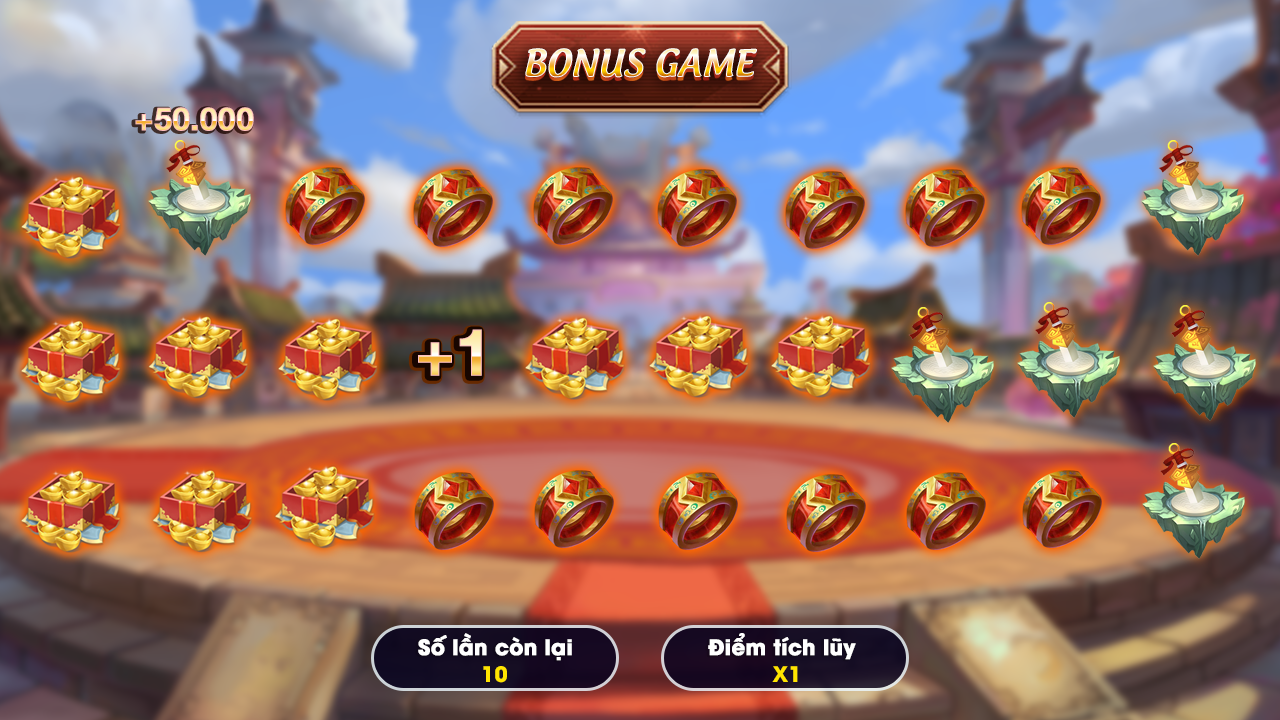 BONUS GAME
+50.000
+1
Số lần còn lại
10
Điểm tích lũy
X1